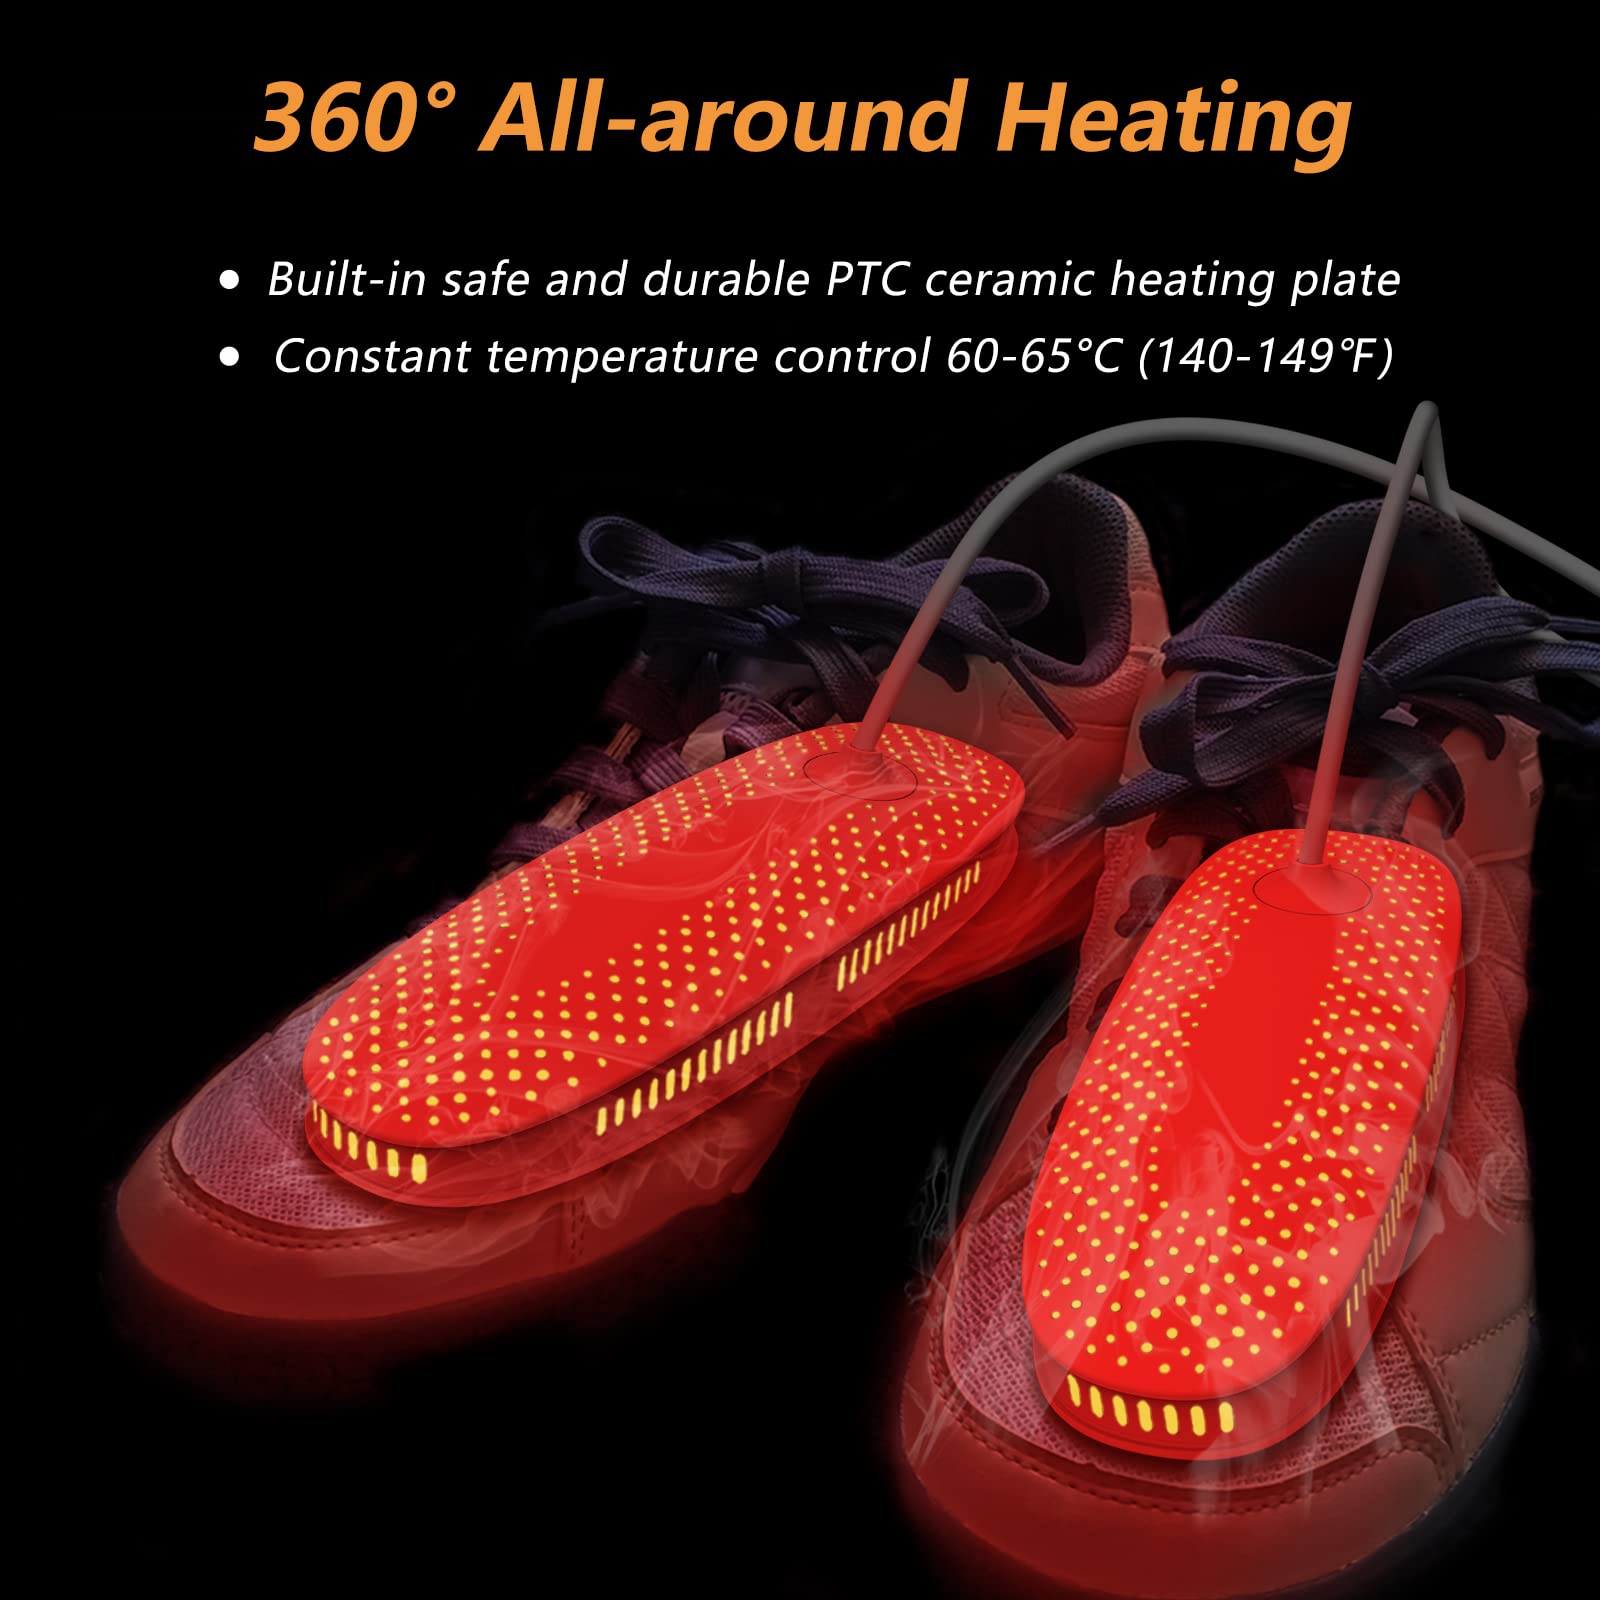 360° All-around Heating
• Built-in safe and durable PTC ceramic heating plate
• Constant temperature control 60-65°C (140-149℉)